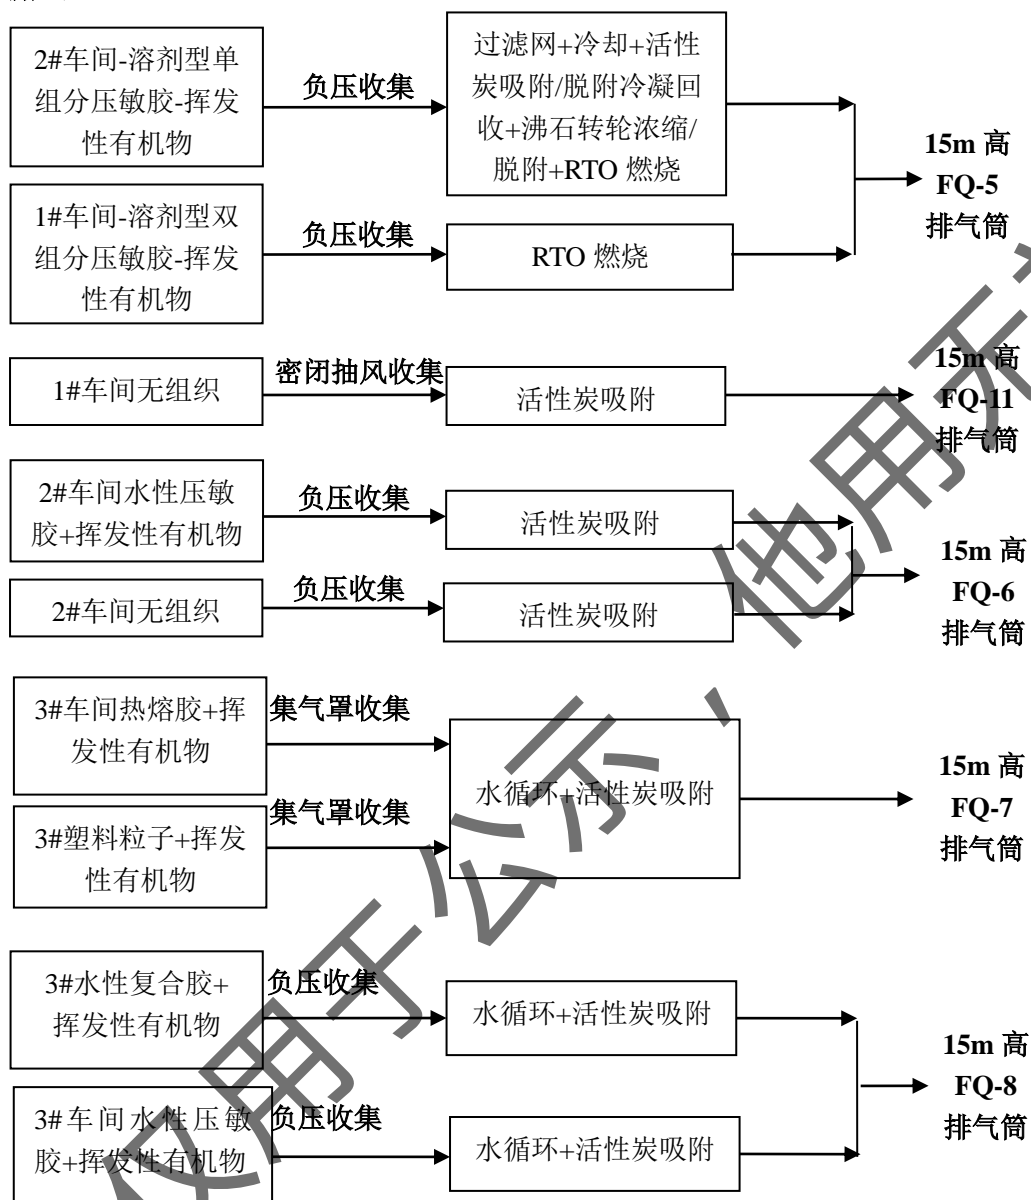 2#车间-溶剂型单
组分压敏胶-挥发
性有机物
负压收集
过滤网+冷却+活性
炭吸附/脱附冷凝回
收+沸石转轮浓缩/
脱附+RTO 燃烧
1#车间-溶剂型双
组分压敏胶-挥发
性有机物
负压收集
RTO 燃烧
15m 高
FQ-5
排气筒
1#车间无组织
密闭抽风收集
活性炭吸附
15m 高
FQ-11
排气筒
2#车间水性压敏
胶+挥发性有机物
负压收集
活性炭吸附
2#车间无组织
负压收集
活性炭吸附
15m 高
FQ-6
排气筒
3#车间热熔胶+挥
发性有机物
集气罩收集
3#塑料粒子+挥发
性有机物
集气罩收集
水循环+活性炭吸附
15m 高
FQ-7
排气筒
3#水性复合胶+
挥发性有机物
负压收集
水循环+活性炭吸附
3#车间水性压敏
胶+挥发性有机物
负压收集
水循环+活性炭吸附
15m 高
FQ-8
排气筒
仅用于公示，他用不